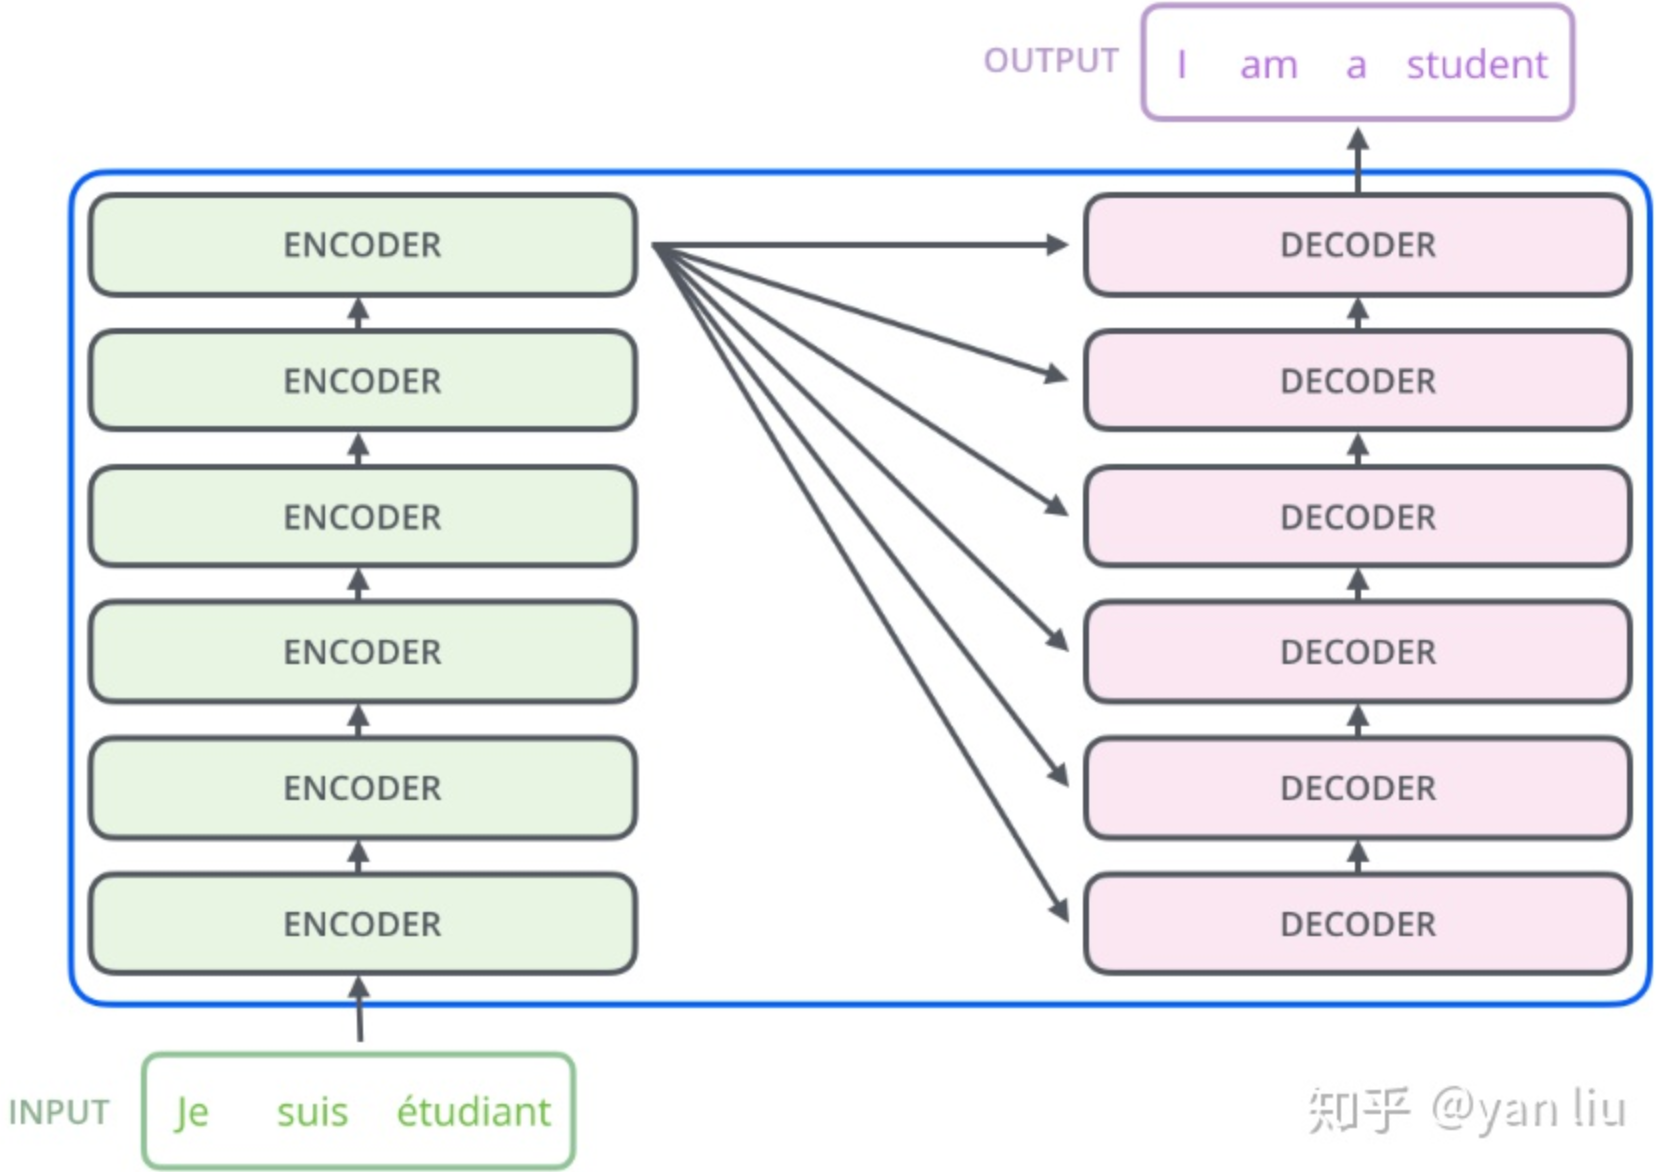 OUTPUT I am a student
ENCODER DECODER
ENCODER DECODER
ENCODER DECODER
ENCODER DECODER
ENCODER DECODER
ENCODER DECODER
INPUT Je suis étudiant
知乎 @yan liu